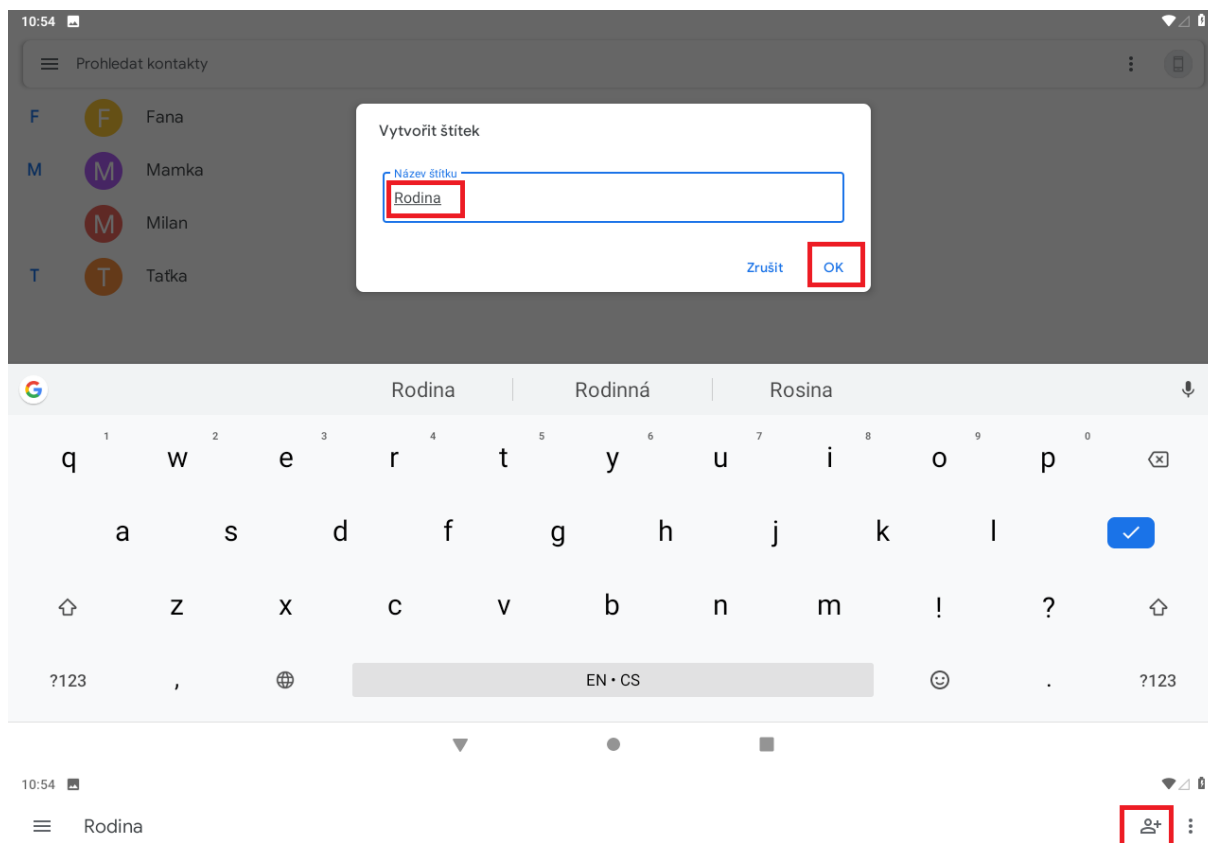 10:54
Prohledat kontakty
F F Fana
M M Mamka
M Milan
T T Taťka
Vytvořit štítek
Název štítku
Rodina
Zrušit OK
G Rodina Rodinná Rosina
1 2 3 4 5 6 7 8 9 0
q w e r t y u i o p
a s d f g h j k l
z x c v b n m ! ?
?123 , EN • CS . ?123
10:54
Rodina